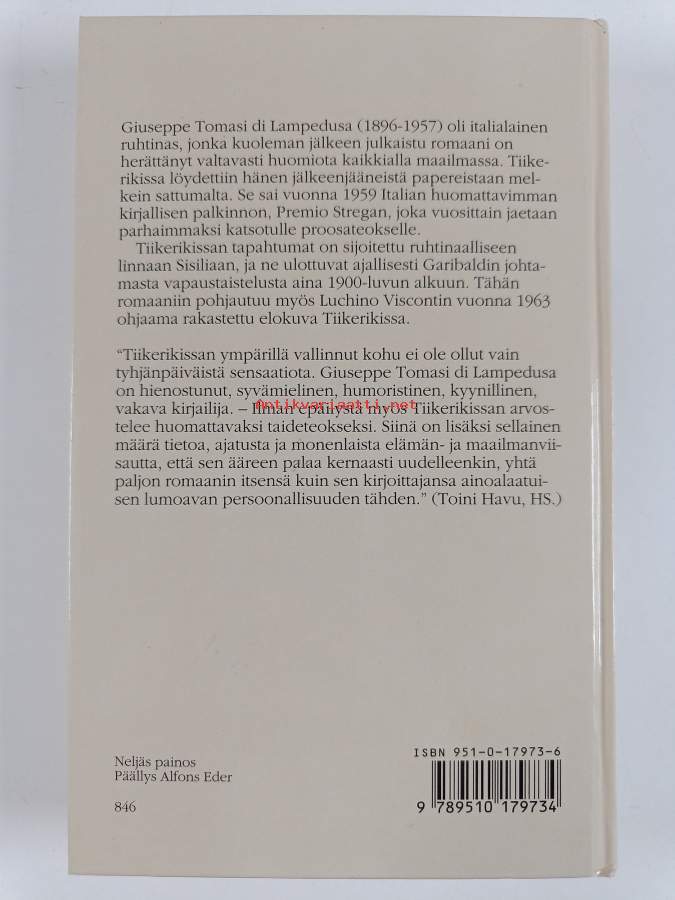 Giuseppe Tomasi di Lampedusa (1896-1957) oli italialainen
ruhtinas, jonka kuoleman jälkeen julkaistu romaani on
herättänyt valtavasti huomiota kaikkialla maailmassa. Tiike-
rikissa löydettiin hänen jälkeenjääneistä papereistaan mel-
kein sattumalta. Se sai vuonna 1959 Italian huomattavimman
kirjallisen palkinnon, Premio Stregan, joka vuosittain jaetaan
parhaimmaksi katsotulle proosateokselle.
Tiikerikissan tapahtumat on sijoitettu ruhtinaalliseen
linnaan Sisiliaan, ja ne ulottuvat ajallisesti Garibaldin johta-
masta vapaustaistelusta aina 1900-luvun alkuun. Tähän
romaaniin pohjautuu myös Luchino Viscontin vuonna 1963
ohjaama rakastettu elokuva Tiikerikissa.
“Tiikerikissan ympärillä vallinnut kohu ei ole ollut vain
tyhjänpäiväistä sensaatiota. Giuseppe Tomasi di Lampedusa
on hienostunut, syvämielinen, humoristinen, kyynillinen,
vakava kirjailija. – Ilman epäilystä myös Tiikerikissan arvos-
telee huomattavaksi taideteokseksi. Siinä on lisäksi sellainen
määrä tietoa, ajatusta ja monenlaista elämän- ja maailmanvii-
sautta, että sen ääreen palaa kernaasti uudelleenkin, yhtä
paljon romaanin itsensä kuin sen kirjoittajansa ainoalaatui-
sen lumoavan persoonallisuuden tähden.” (Toini Havu, HS.)
Antikvariaatti.net
Neljäs painos
Päällys Alfons Eder
846
ISBN 951-0-17973-6
9 789510 179734